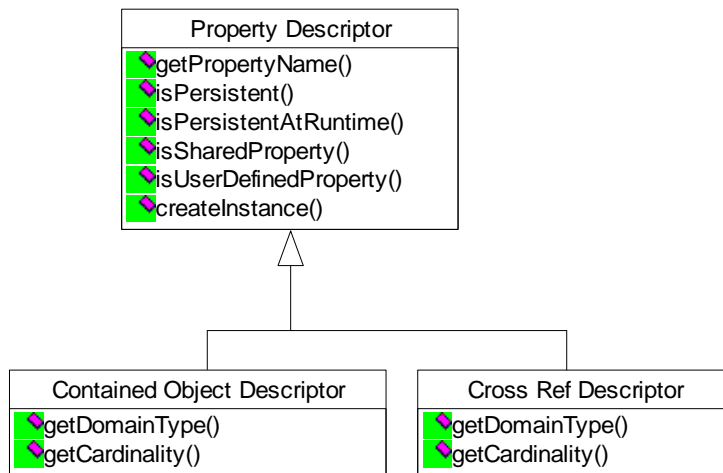 Property Descriptor
getPropertyName()
isPersistent()
isPersistentAtRuntime()
isSharedProperty()
isUserDefinedProperty()
createInstance()
Contained Object Descriptor
getDomainType()
getCardinality()
Cross Ref Descriptor
getDomainType()
getCardinality()